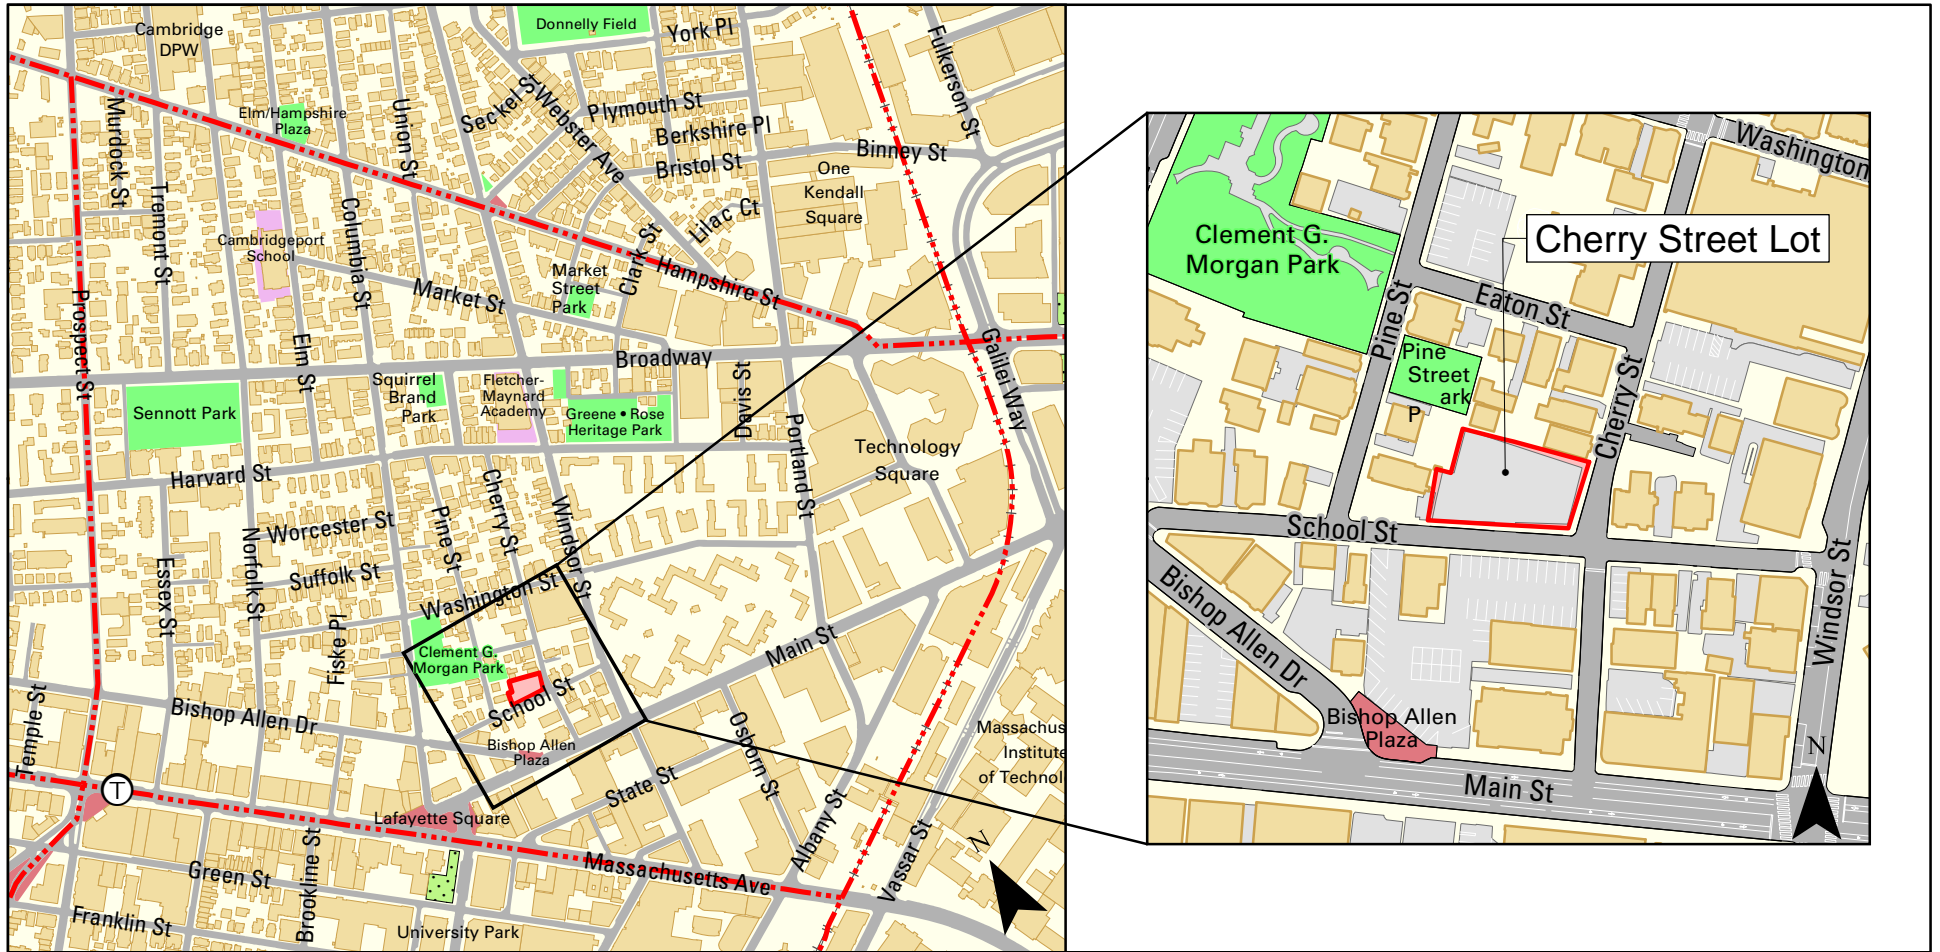 Cambridge
DPW
Donnelly Field
York Pl
Fulkerson St
Murdock St
Elm/Hampshire
Plaza
Union St
Seckel St
Webster Ave
Plymouth St
Berkshire Pl
Bristol St
Binney St
One
Kendall
Square
Tremont St
Columbia St
Lilac Ct
Clark St
Cambridgeport
School
Market
Street
Park
Hampshire St
Market St
Prospect St
Elm St
Broadway
Galilei Way
Squirrel
Brand
Park
Fletcher-
Maynard
Academy
Davis St
Sennott Park
Greene • Rose
Heritage Park
Portland St
Technology
Square
Harvard St
Cherry St
Windsor St
Pine St
Worcester St
Norfolk St
Essex St
Suffolk St
Washington St
Fiske Pl
Clement G.
Morgan Park
Main St
School St
Temple St
Bishop Allen Dr
Bishop Allen
Plaza
Osborn St
Massachus
Institute
of Technol
State St
T
Lafayette Square
Albany St
Vassar St
N
Massachusetts Ave
Brookline St
Green St
Franklin St
University Park
Washington
Clement G.
Morgan Park
Cherry Street Lot
Eaton St
Pine St
Pine
Street
ark
P
Cherry St
School St
Bishop Allen Dr
Windsor St
Bishop Allen
Plaza
N
Main St